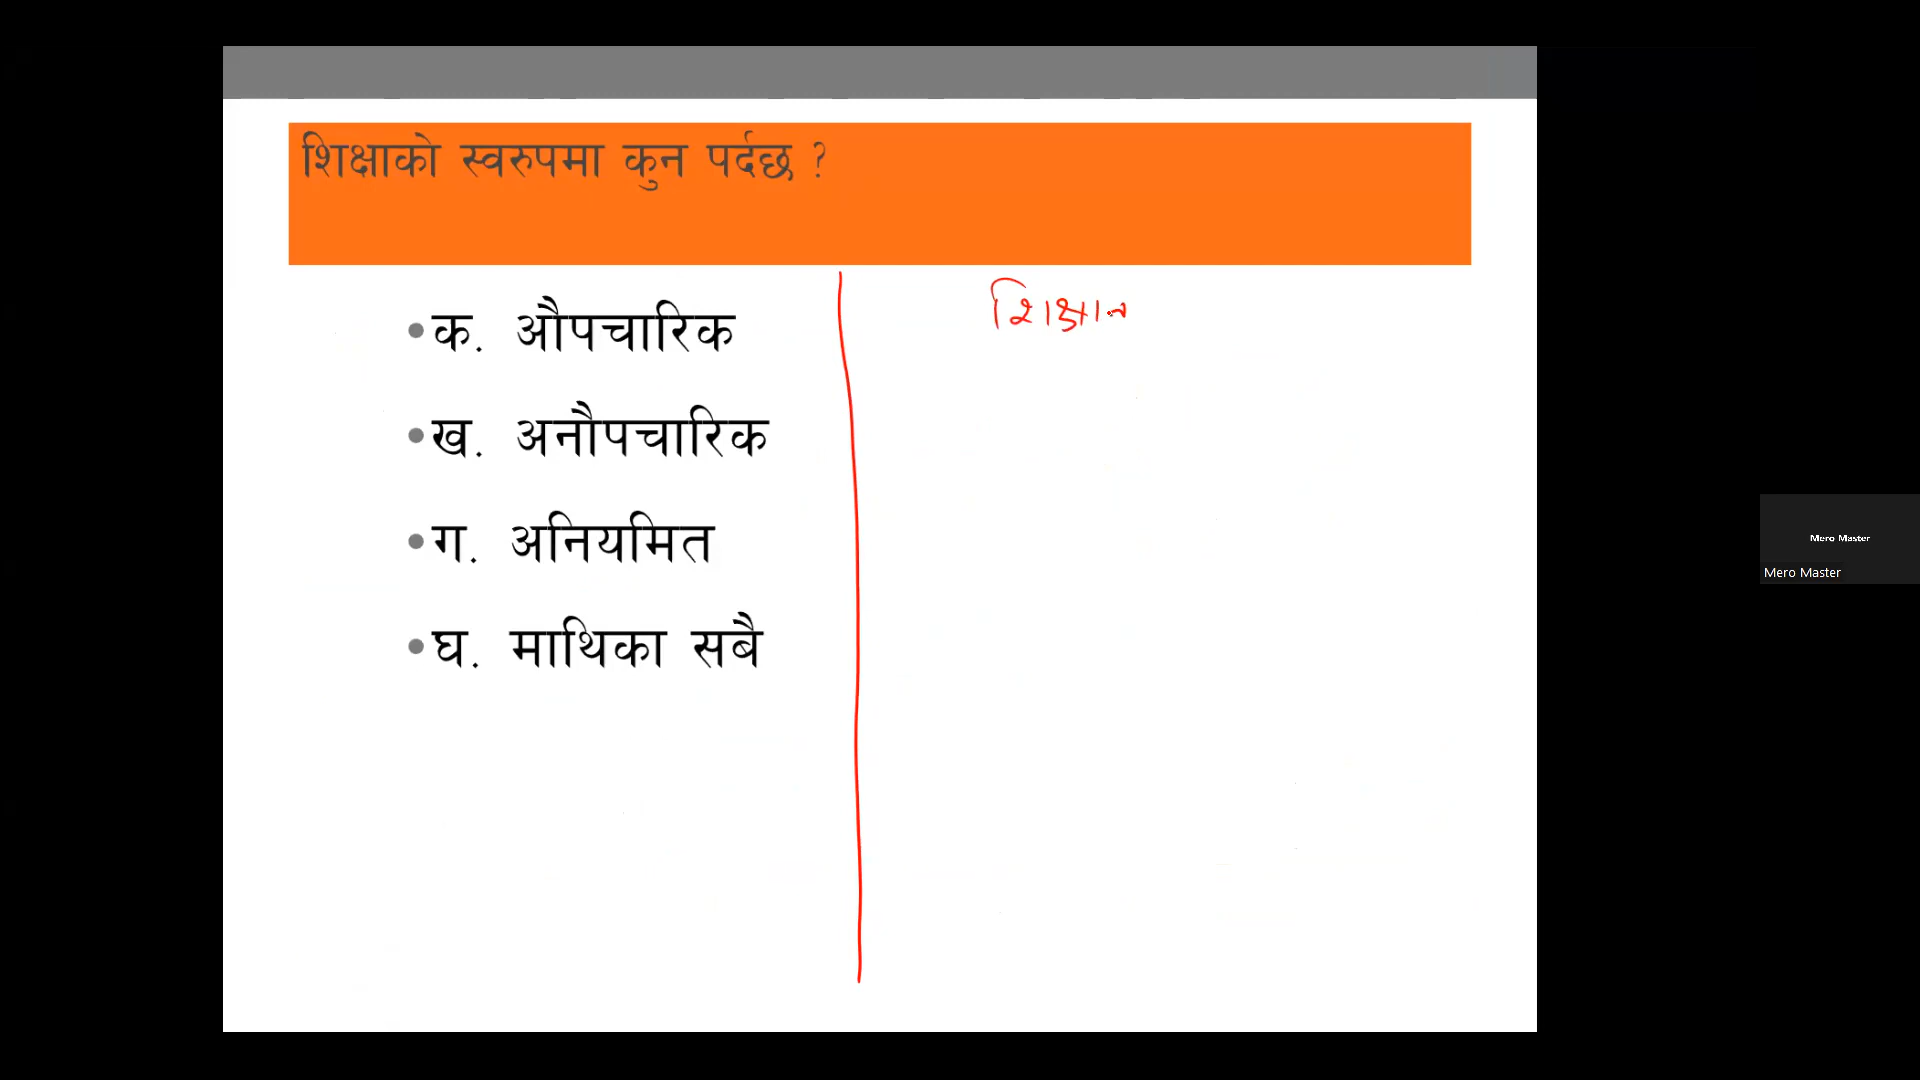 शिक्षाको स्वरुपमा कुन पर्दछ ?
क. औपचारिक
ख. अनौपचारिक
ग. अनियमित
घ. माथिका सबै
Mero Master
Mero Master